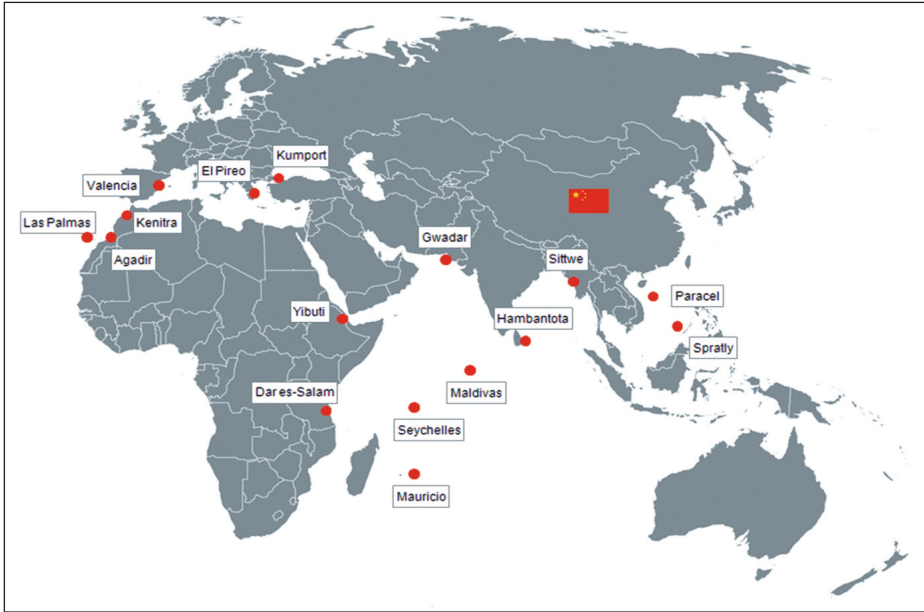 Kumport
El Pireo
Valencia
Las Palmas
Kenitra
Agadir
Gwadar
Sittwe
Paracel
Yibuti
Hambantota
Spratly
Dar es-Salam
Maldivas
Seychelles
Mauricio